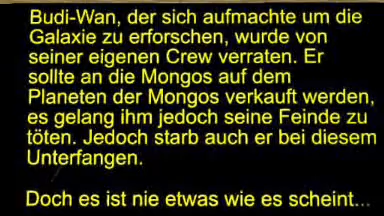 Budi-Wan, der sich aufmachte um die
Galaxie zu erforschen, wurde von
seiner eigenen Crew verraten. Er
sollte an die Mongos auf dem
Planeten der Mongos verkauft werden,
es gelang ihm jedoch seine Feinde zu
töten. Jedoch starb auch er bei diesem
Unterfangen.
Doch es ist nie etwas wie es scheint...